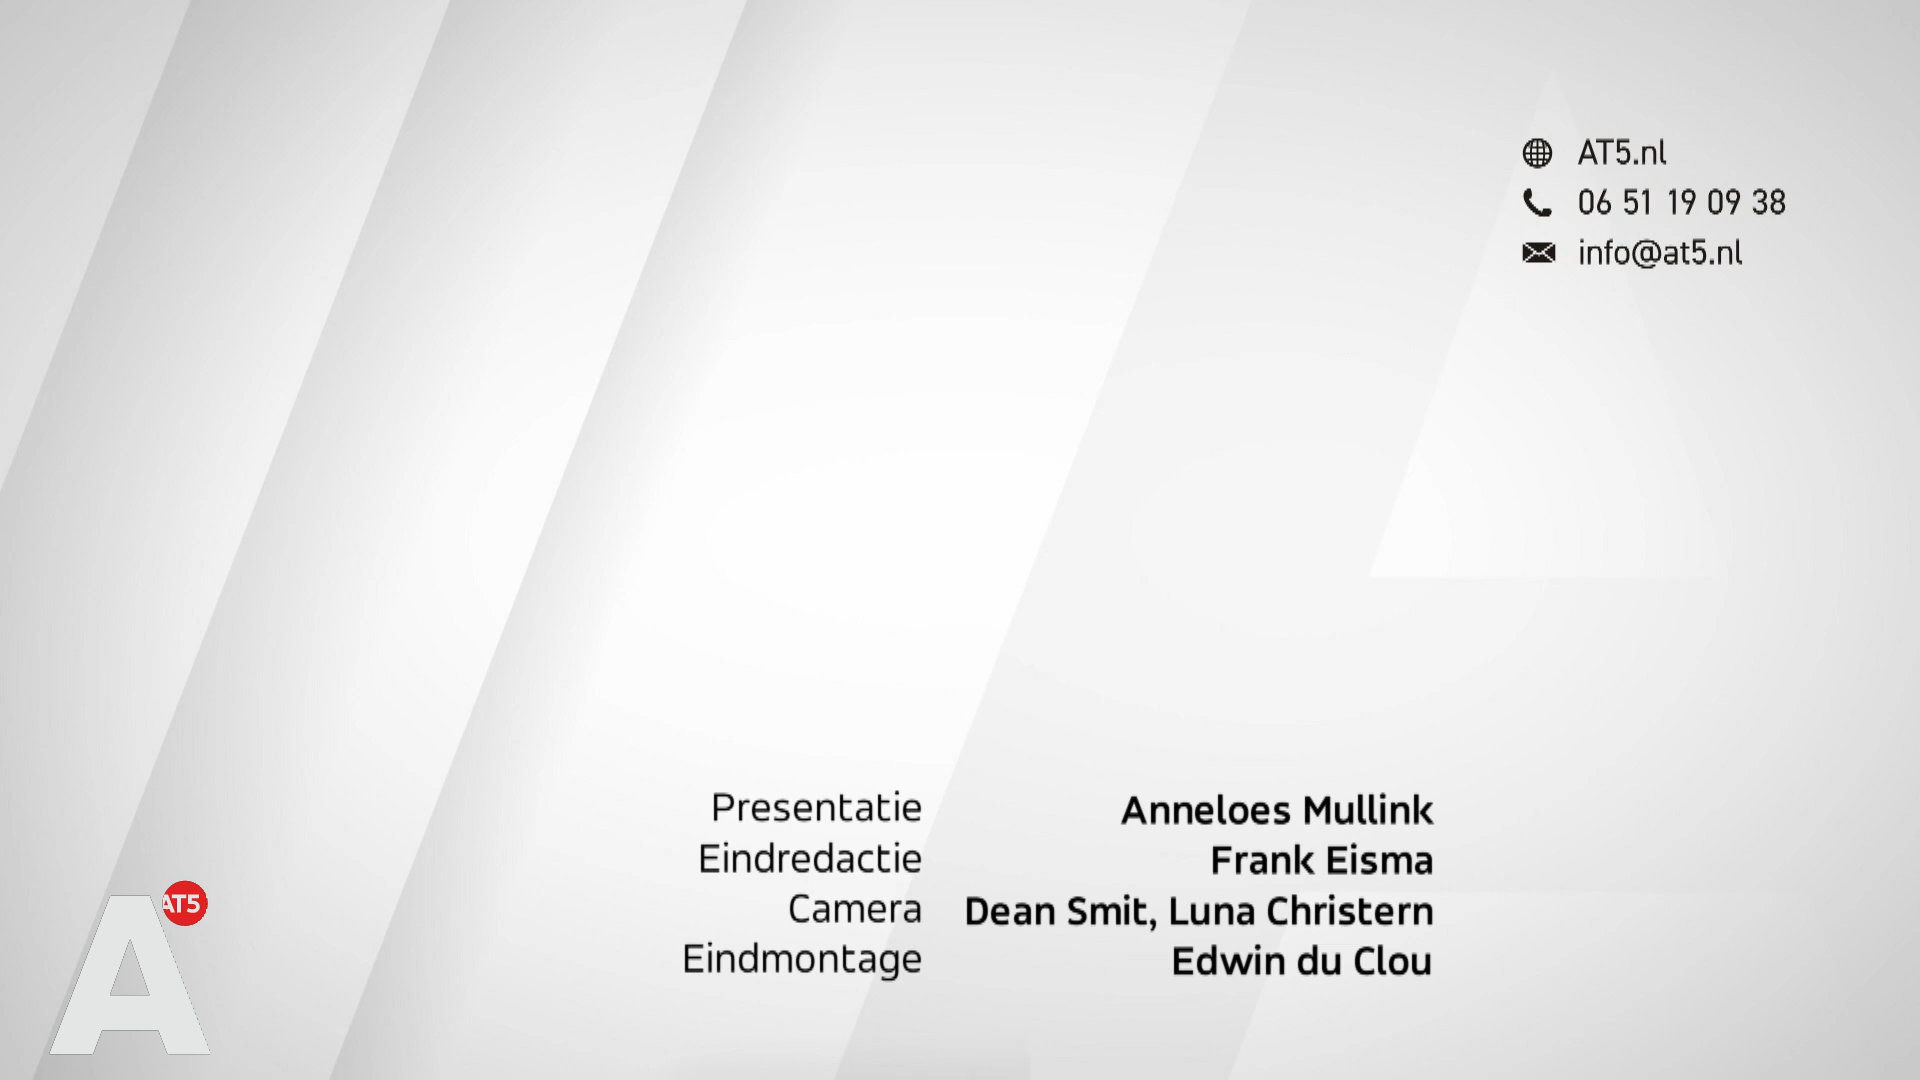 AT5.nl
06 51 19 09 38
info@at5.nl
Presentatie Anneloes Mullink
Eindredactie Frank Eisma
Camera Dean Smit, Luna Christern
Eindmontage Edwin du Clou
A AT5